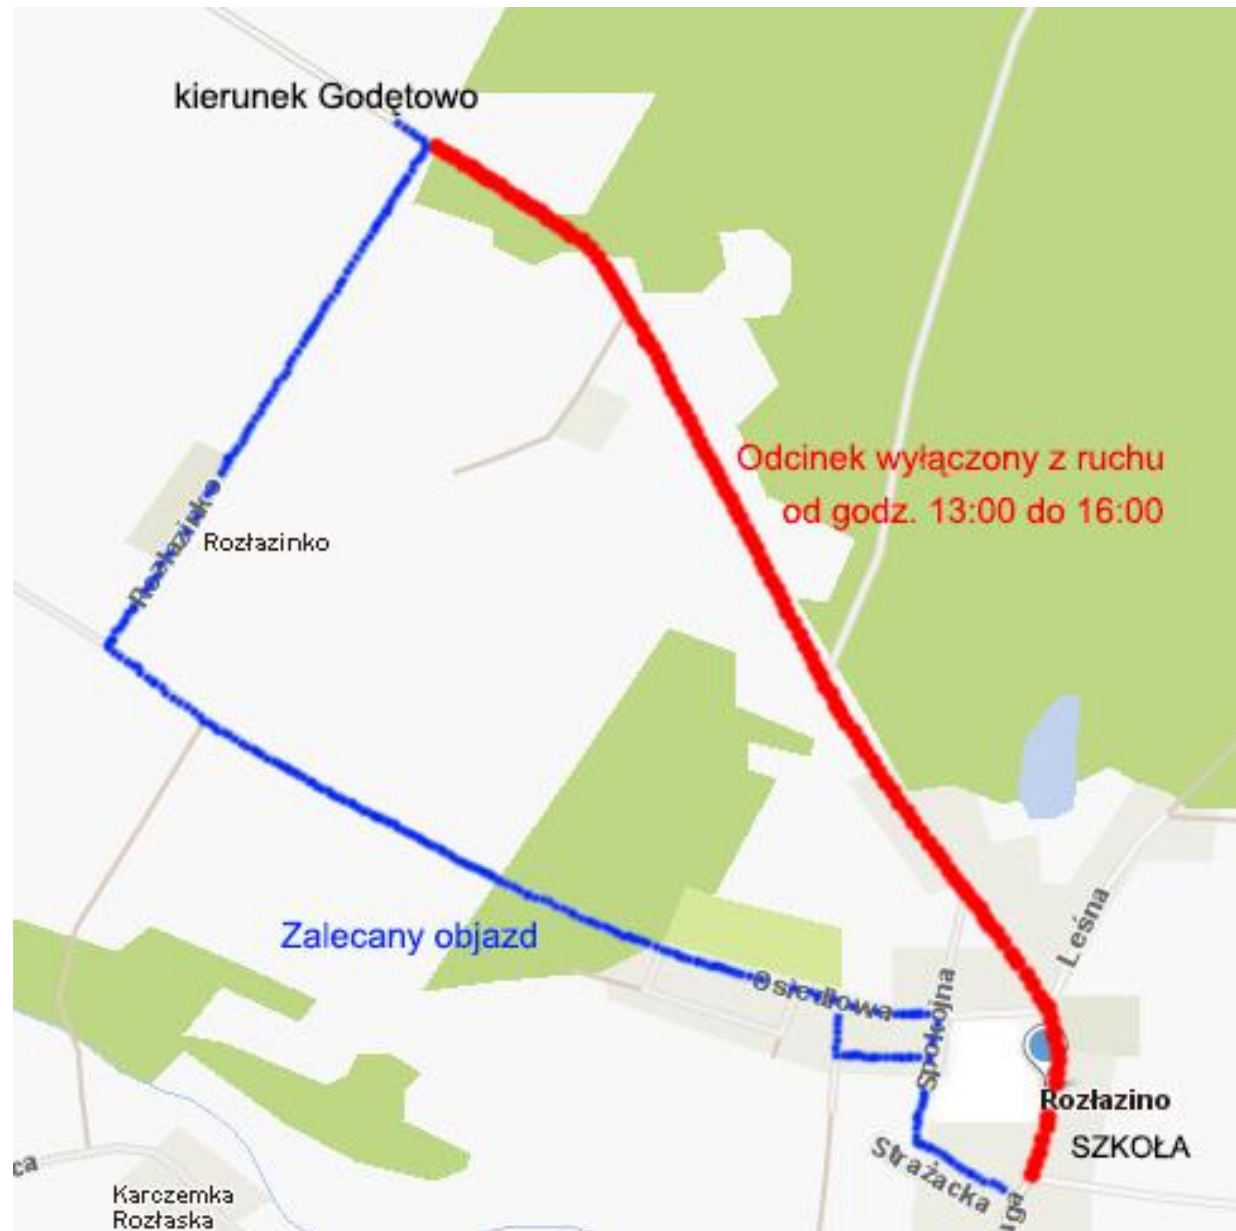 kierunek Godętowo
Odcinek wyłączony z ruchu
od godz. 13:00 do 16:00
Rozłazinko
Rozłazinko
Zalecany objazd
Leśna
Osiedlowa
Spokojna
Rozłazino
SZKOŁA
Strażacka
ca
Karczemka
Rozłaska